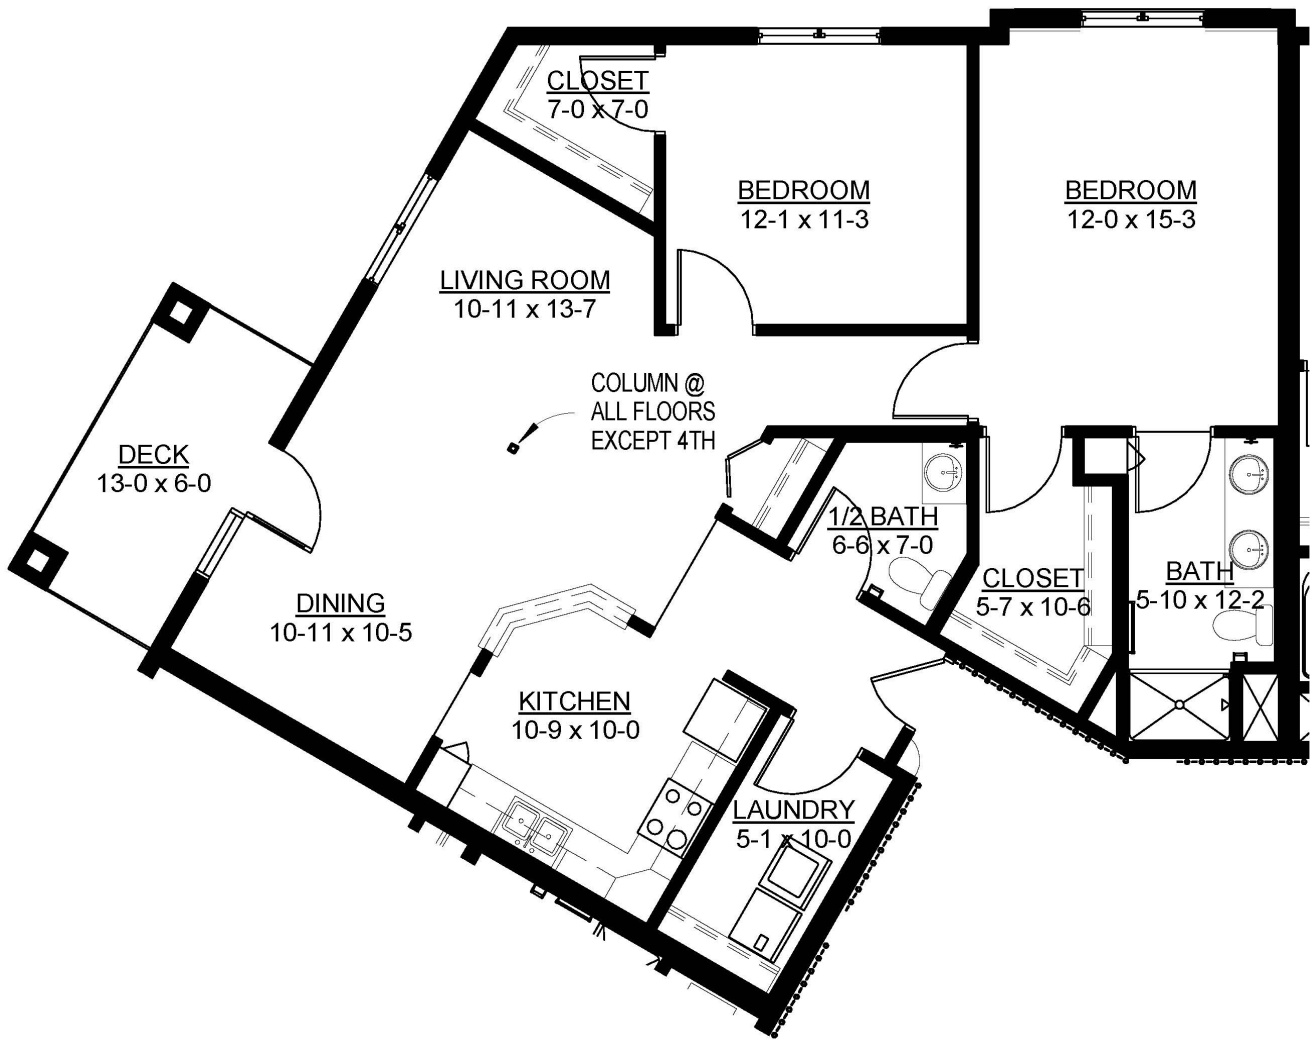 CLOSET
7-0 x 7-0
BEDROOM
12-1 x 11-3
BEDROOM
12-0 x 15-3
LIVING ROOM
10-11 x 13-7
COLUMN @
ALL FLOORS
EXCEPT 4TH
DECK
13-0 x 6-0
1/2 BATH
6-6 x 7-0
CLOSET
5-7 x 10-6
BATH
5-10 x 12-2
DINING
10-11 x 10-5
KITCHEN
10-9 x 10-0
LAUNDRY
5-1 x 10-0